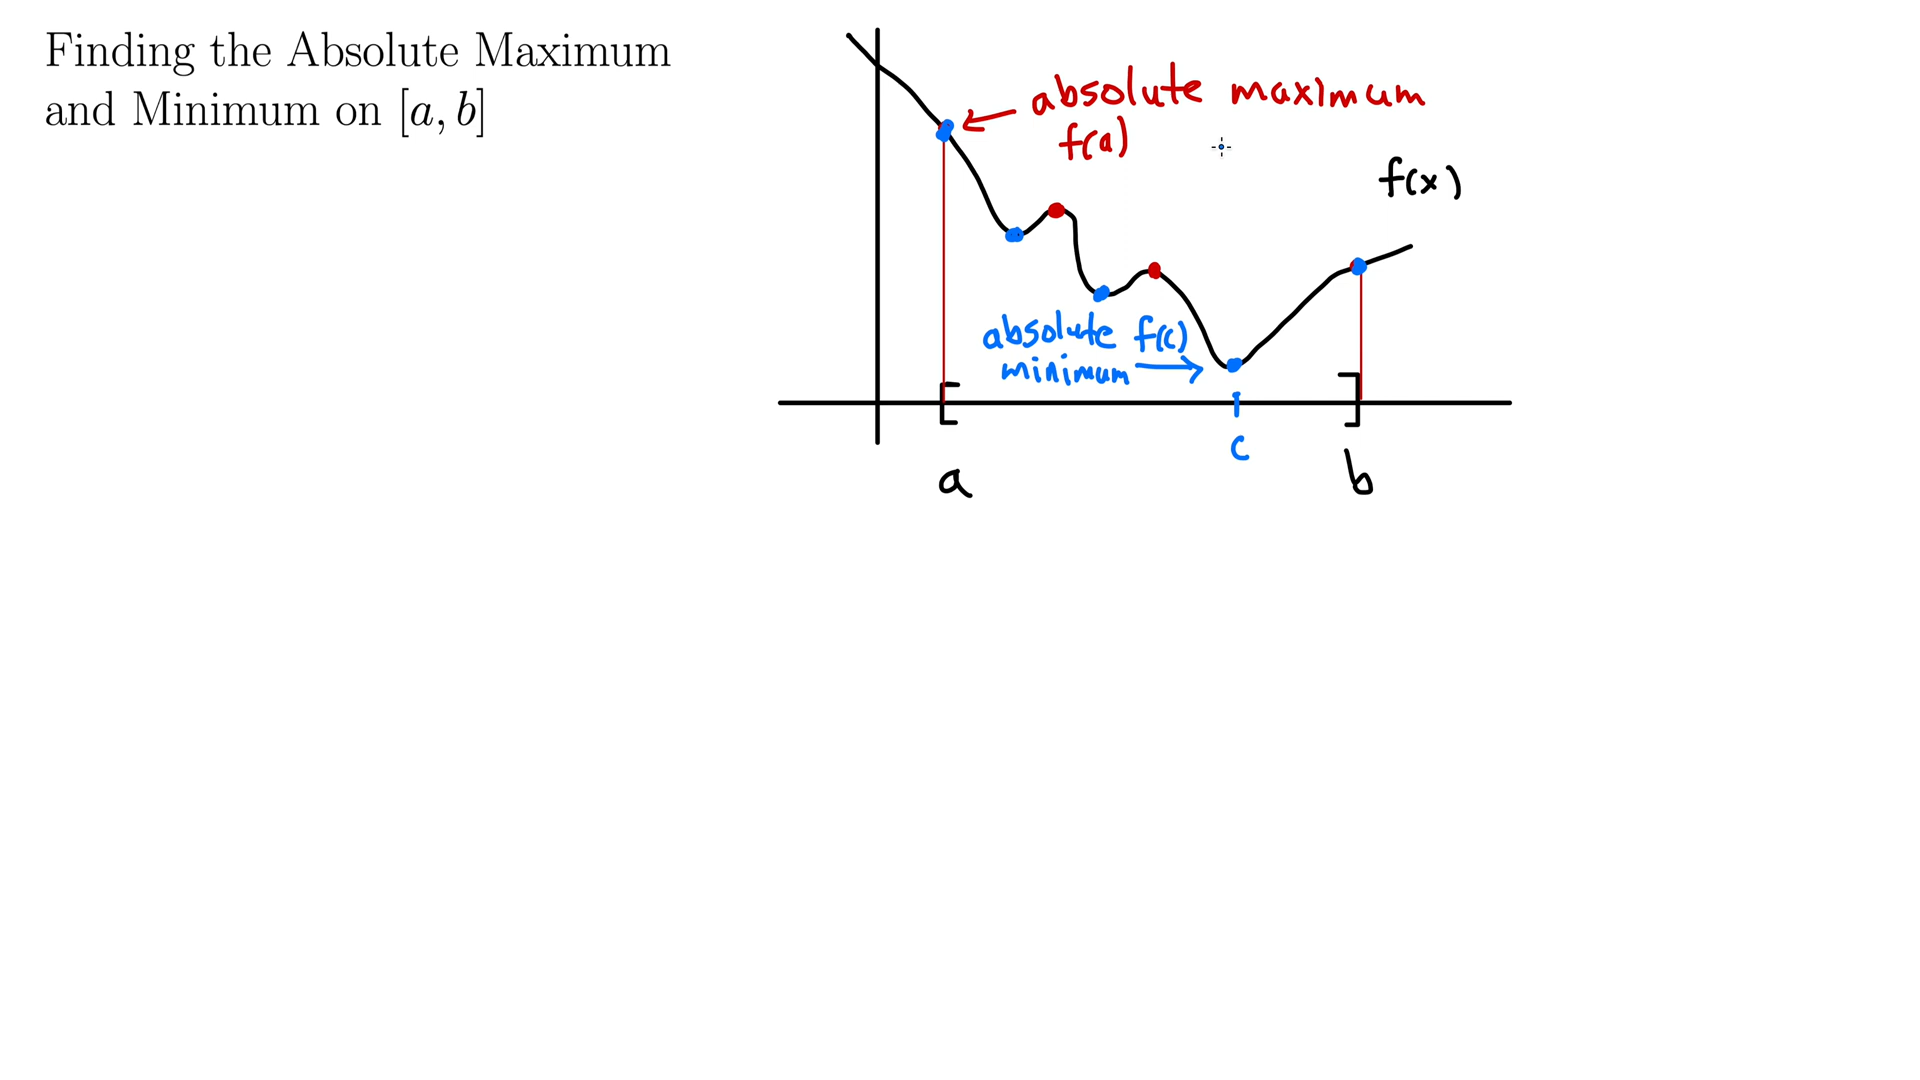 Finding the Absolute Maximum
and Minimum on [a, b]
absolute maximum
f(a)
f(x)
absolute f(c)
minimum
c
a
b